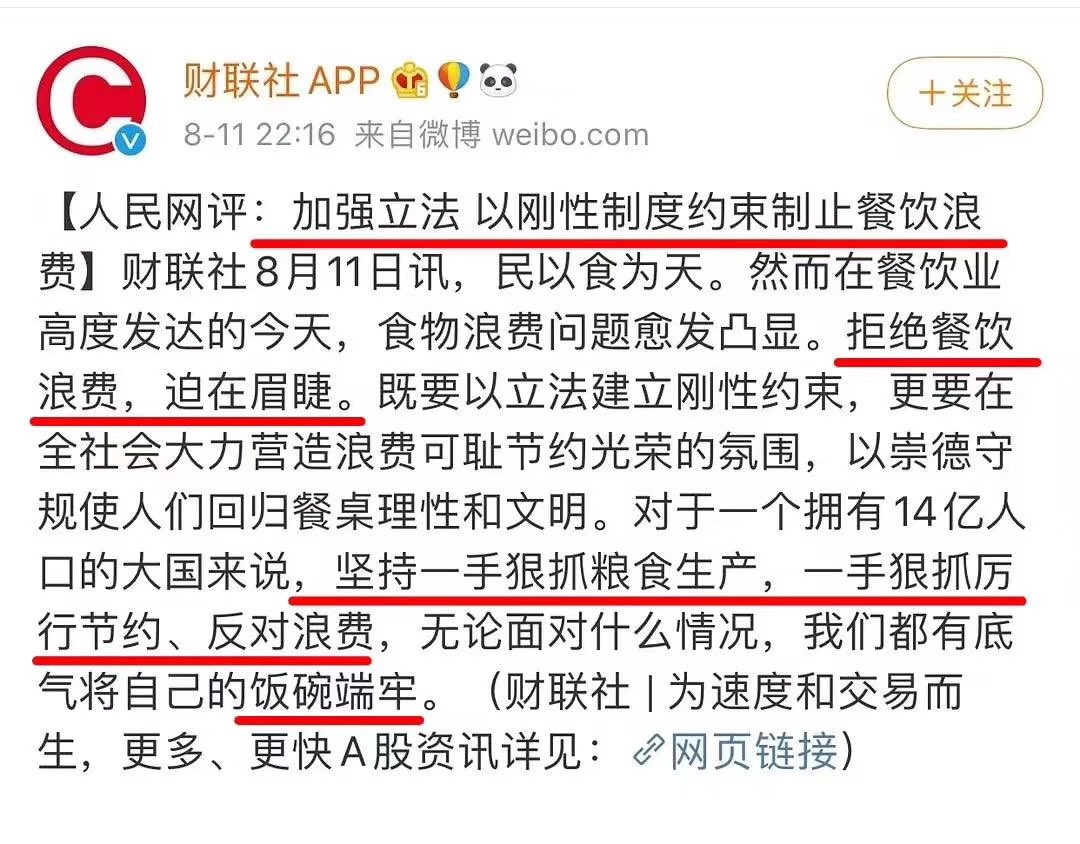 财联社APP
＋关注
8-11 22:16 来自微博 weibo.com
【人民网评：加强立法 以刚性制度约束制止餐饮浪
费】财联社8月11日讯，民以食为天。然而在餐饮业
高度发达的今天，食物浪费问题愈发凸显。拒绝餐饮
浪费，迫在眉睫。既要以立法建立刚性约束，更要在
全社会大力营造浪费可耻节约光荣的氛围，以崇德守
规使人们回归餐桌理性和文明。对于一个拥有14亿人
口的大国来说，坚持一手狠抓粮食生产，一手狠抓厉
行节约、反对浪费，无论面对什么情况，我们都有底
气将自己的饭碗端牢。（财联社 | 为速度和交易而
生，更多、更快A股资讯详见：网页链接）